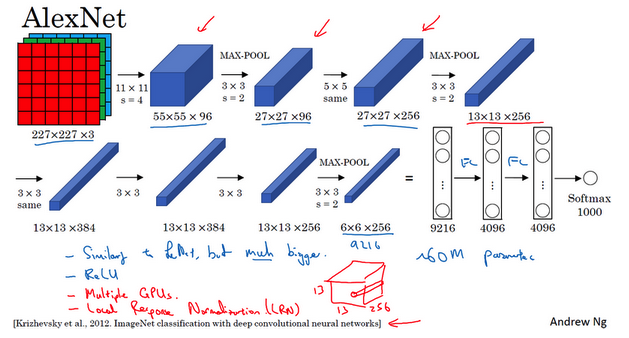 AlexNet
MAX-POOL
MAX-POOL
11 × 11
s = 4
3 × 3
s = 2
5 × 5
same
3 × 3
s = 2
227×227 ×3
55×55 × 96
27×27 ×96
27×27 ×256
13×13 ×256
MAX-POOL
3 × 3
same
3 × 3
3 × 3
3 × 3
s = 2
=
FC
FC
⋮
⋮
⋮
Softmax
1000
13×13 ×384
13×13 ×384
13×13 ×256
6×6 ×256
9216
4096
4096
9216
~60M parameter
- Similar to LeNet, but much bigger.
- ReLU
- Multiple GPUs.
- Local Response Normalization (LRN)
13
13
256
[Krizhevsky et al., 2012. ImageNet classification with deep convolutional neural networks]
Andrew Ng